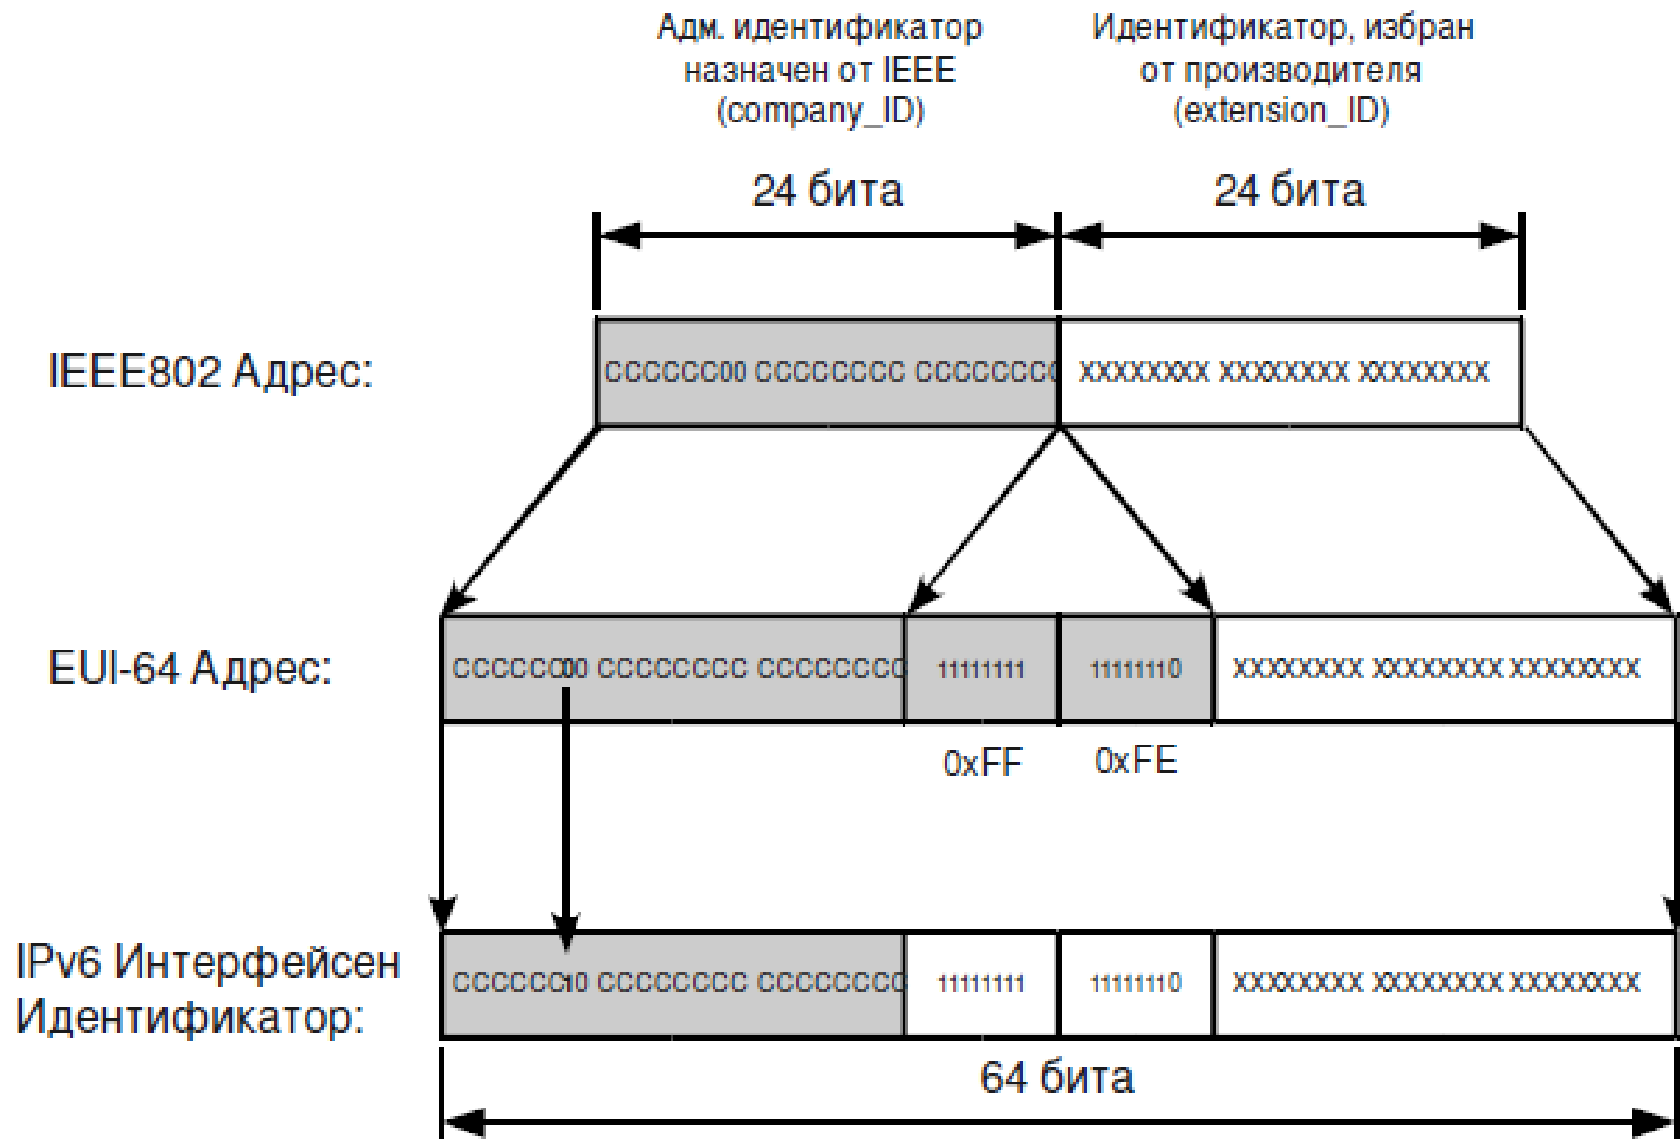 Адм. идентификатор
назначен от IEEE
(company_ID)
Идентификатор, избран
от производителя
(extension_ID)
24 бита
24 бита
IEEE802 Адрес:
CCCCCC00 CCCCCCCC CCCCCCCC
XXXXXXXX XXXXXXXX XXXXXXXX
EUI-64 Адрес:
CCCCCC00 CCCCCCCC CCCCCCCC
11111111
11111110
XXXXXXXX XXXXXXXX XXXXXXXX
0xFF
0xFE
IPv6 Интерфейсен
Идентификатор:
CCCCCC10 CCCCCCCC CCCCCCCC
11111111
11111110
XXXXXXXX XXXXXXXX XXXXXXXX
64 бита